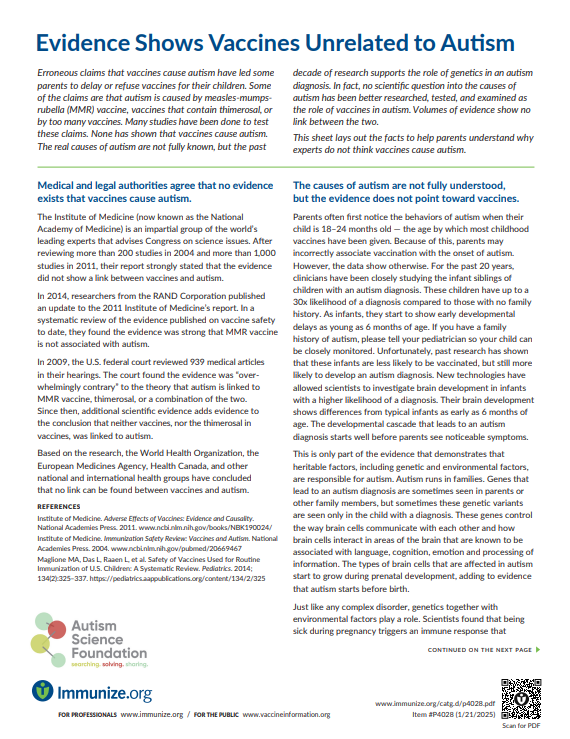 Evidence Shows Vaccines Unrelated to Autism
Erroneous claims that vaccines cause autism have led some
parents to delay or refuse vaccines for their children. Some
of the claims are that autism is caused by measles-mumps-
rubella (MMR) vaccine, vaccines that contain thimerosal, or
by too many vaccines. Many studies have been done to test
these claims. None has shown that vaccines cause autism.
The real causes of autism are not fully known, but the past
decade of research supports the role of genetics in an autism
diagnosis. In fact, no scientific question into the causes of
autism has been better researched, tested, and examined as
the role of vaccines in autism. Volumes of evidence show no
link between the two.
This sheet lays out the facts to help parents understand why
experts do not think vaccines cause autism.
Medical and legal authorities agree that no evidence
exists that vaccines cause autism.
The Institute of Medicine (now known as the National
Academy of Medicine) is an impartial group of the world's
leading experts that advises Congress on science issues. After
reviewing more than 200 studies in 2004 and more than 1,000
studies in 2011, their report strongly stated that the evidence
did not show a link between vaccines and autism.
In 2014, researchers from the RAND Corporation published
an update to the 2011 Institute of Medicine's report. In a
systematic review of the evidence published on vaccine safety
to date, they found the evidence was strong that MMR vaccine
is not associated with autism.
In 2009, the U.S. federal court reviewed 939 medical articles
in their hearings. The court found the evidence was "over-
whelmingly contrary" to the theory that autism is linked to
MMR vaccine, thimerosal, or a combination of the two.
Since then, additional scientific evidence adds evidence to
the conclusion that neither vaccines, nor the thimerosal in
vaccines, was linked to autism.
Based on the research, the World Health Organization, the
European Medicines Agency, Health Canada, and other
national and international health groups have concluded
that no link can be found between vaccines and autism.
REFERENCES
Institute of Medicine. Adverse Effects of Vaccines: Evidence and Causality.
National Academies Press. 2011. www.ncbi.nlm.nih.gov/books/NBK190024/
Institute of Medicine. Immunization Safety Review: Vaccines and Autism. National
Academies Press. 2004. www.ncbi.nlm.nih.gov/pubmed/20669467
Maglione MA, Das L, Raaen L, et al. Safety of Vaccines Used for Routine
Immunization of U.S. Children: A Systematic Review. Pediatrics. 2014;
134(2):325–337. https://pediatrics.aappublications.org/content/134/2/325
The causes of autism are not fully understood,
but the evidence does not point toward vaccines.
Parents often first notice the behaviors of autism when their
child is 18–24 months old — the age by which most childhood
vaccines have been given. Because of this, parents may
incorrectly associate vaccination with the onset of autism.
However, the data show otherwise. For the past 20 years,
clinicians have been closely studying the infant siblings of
children with an autism diagnosis. These children have up to a
30x likelihood of a diagnosis compared to those with no family
history. As infants, they start to show early developmental
delays as young as 6 months of age. If you have a family
history of autism, please tell your pediatrician so your child can
be closely monitored. Unfortunately, past research has shown
that these infants are less likely to be vaccinated, but still more
likely to develop an autism diagnosis. New technologies have
allowed scientists to investigate brain development in infants
with a higher likelihood of a diagnosis. Their brain development
shows differences from typical infants as early as 6 months of
age. The developmental cascade that leads to an autism
diagnosis starts well before parents see noticeable symptoms.
This is only part of the evidence that demonstrates that
heritable factors, including genetic and environmental factors,
are responsible for autism. Autism runs in families. Genes that
lead to an autism diagnosis are sometimes seen in parents or
other family members, but sometimes these genetic variants
are seen only in the child with a diagnosis. These genes control
the way brain cells communicate with each other and how
brain cells interact in areas of the brain that are known to be
associated with language, cognition, emotion and processing of
information. The types of brain cells that are affected in autism
start to grow during prenatal development, adding to evidence
that autism starts before birth.
Just like any complex disorder, genetics together with
environmental factors play a role. Scientists found that being
sick during pregnancy triggers an immune response that
CONTINUED ON THE NEXT PAGE
Autism
Science
Foundation
searching. solving. sharing.
Immunize.org
FOR PROFESSIONALS www.immunize.org / FOR THE PUBLIC www.vaccineinformation.org
www.immunize.org/catg.d/p4028.pdf
Item #P4028 (1/21/2025)
Scan for PDF